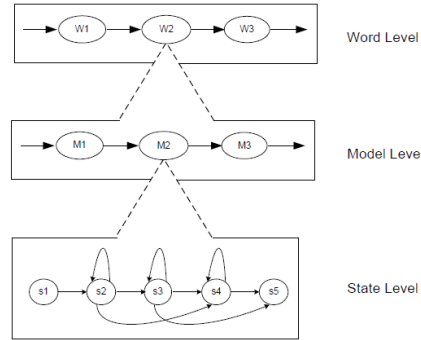 W1 W2 W3 Word Level
M1 M2 M3 Model Leve
s1 s2 s3 s4 s5 State Level